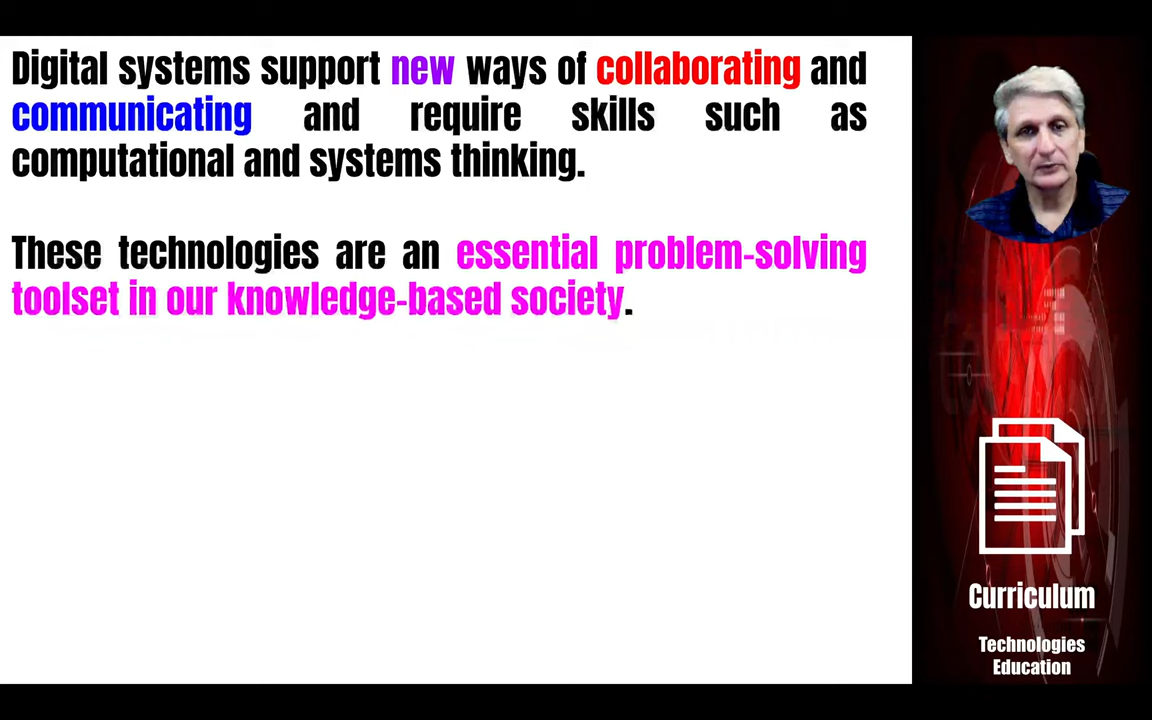 Digital systems support new ways of collaborating and
communicating and require skills such as
computational and systems thinking.
These technologies are an essential problem-solving
toolset in our knowledge-based society.
Curriculum
Technologies
Education